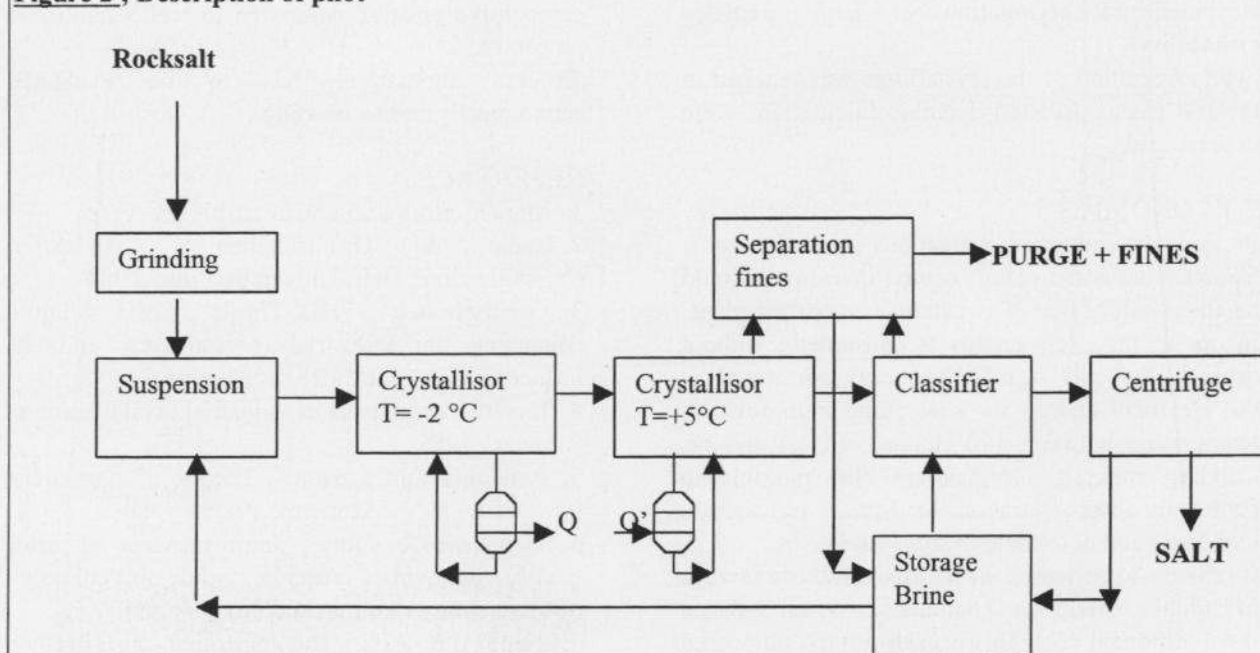 Figure 2 , Description of pilot
Rocksalt
Grinding
Separation
fines
PURGE + FINES
Suspension
Crystallisor
T= -2 °C
Crystallisor
T=+5°C
Classifier
Centrifuge
Q
Q'
SALT
Storage
Brine